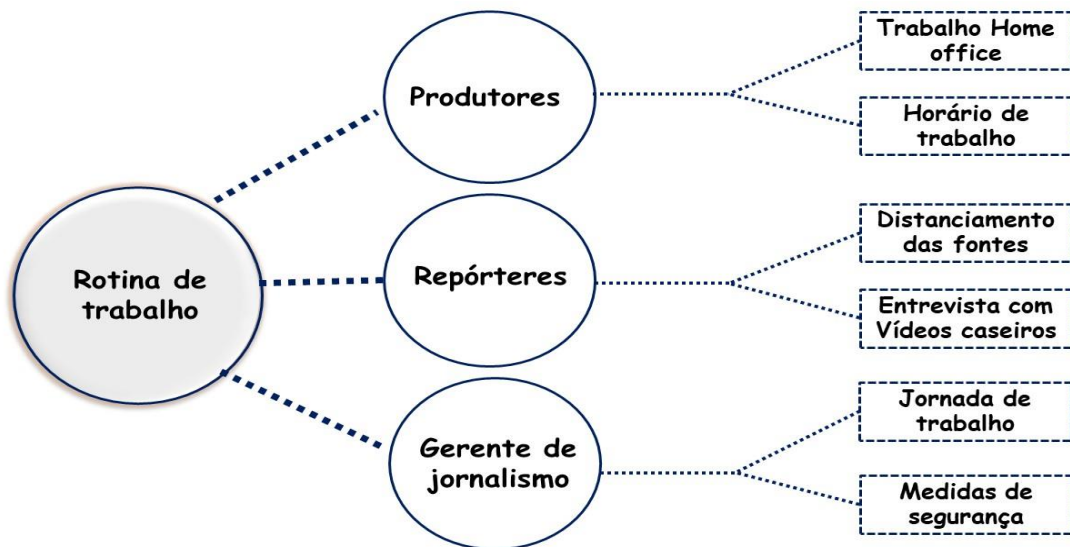 Rotina de
trabalho
Produtores
Trabalho Home
office
Horário de
trabalho
Repórteres
Distanciamento
das fontes
Entrevista com
Vídeos caseiros
Gerente de
jornalismo
Jornada de
trabalho
Medidas de
segurança